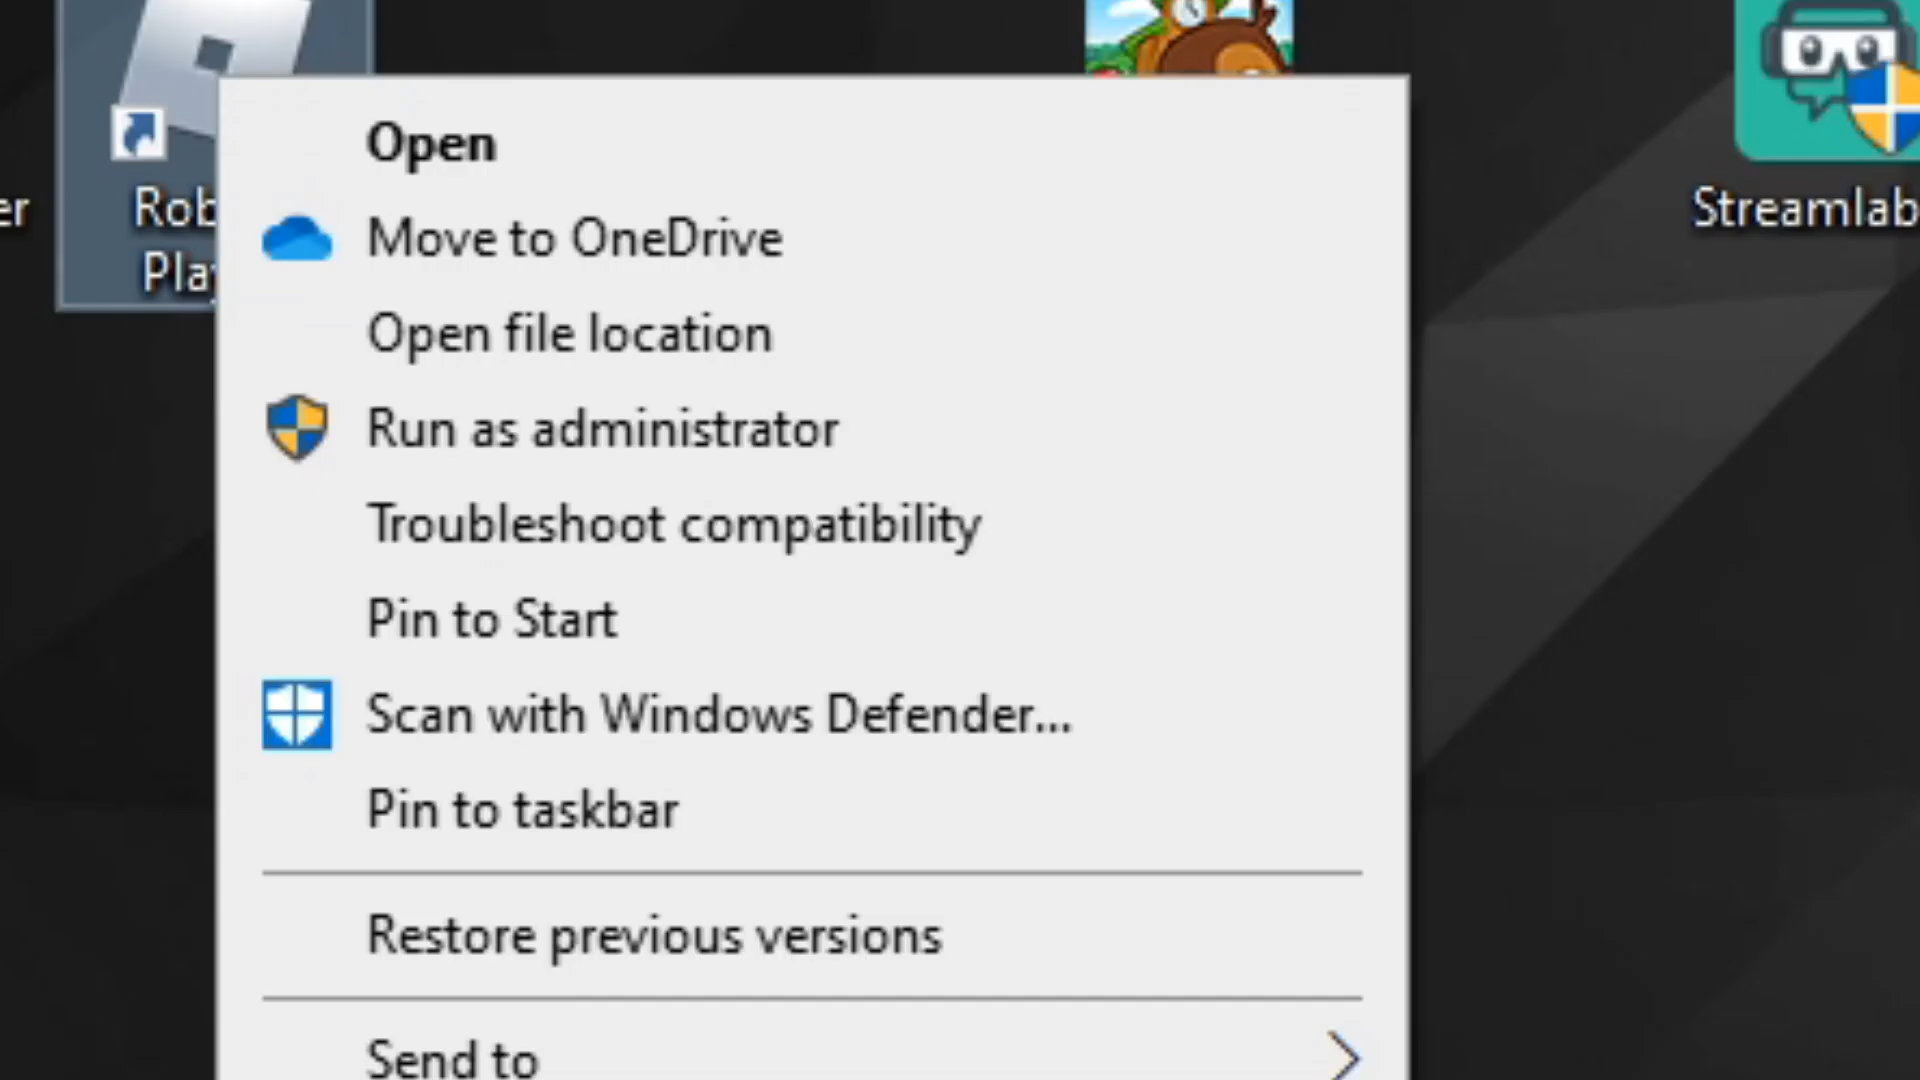 er
Rob
Play
Streamlab
Open
Move to OneDrive
Open file location
Run as administrator
Troubleshoot compatibility
Pin to Start
Scan with Windows Defender...
Pin to taskbar
Restore previous versions
Send to